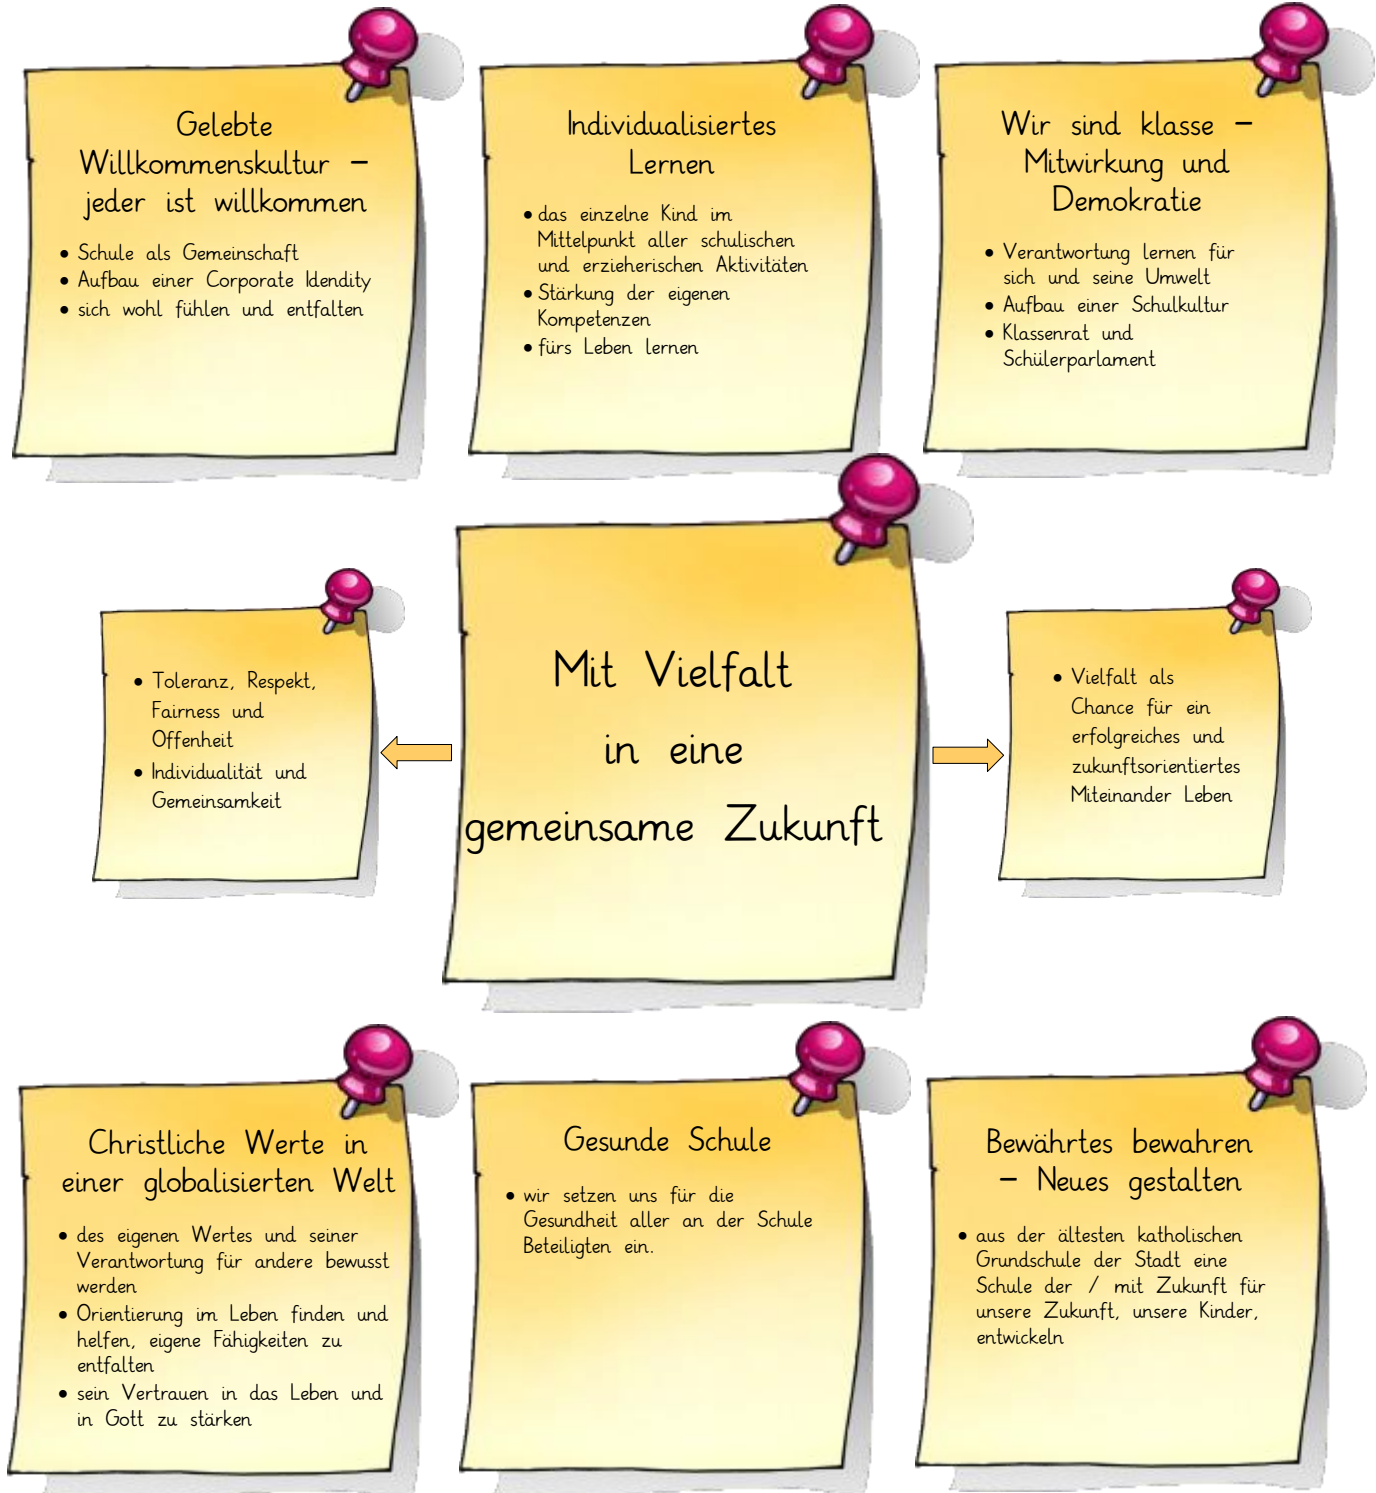 Gelebte
Willkommenskultur –
jeder ist willkommen
• Schule als Gemeinschaft
• Aufbau einer Corporate Idendity
• sich wohl fühlen und entfalten
Individualisiertes
Lernen
• das einzelne Kind im
Mittelpunkt aller schulischen
und erzieherischen Aktivitäten
• Stärkung der eigenen
Kompetenzen
• fürs Leben lernen
Wir sind klasse –
Mitwirkung und
Demokratie
• Verantwortung lernen für
sich und seine Umwelt
• Aufbau einer Schulkultur
• Klassenrat und
Schülerparlament
• Toleranz, Respekt,
Fairness und
Offenheit
• Individualität und
Gemeinsamkeit
Mit Vielfalt
in eine
gemeinsame Zukunft
• Vielfalt als
Chance für ein
erfolgreiches und
zukunftsorientiertes
Miteinander Leben
Christliche Werte in
einer globalisierten Welt
• des eigenen Wertes und seiner
Verantwortung für andere bewusst
werden
• Orientierung im Leben finden und
helfen, eigene Fähigkeiten zu
entfalten
• sein Vertrauen in das Leben und
in Gott zu stärken
Gesunde Schule
• wir setzen uns für die
Gesundheit aller an der Schule
Beteiligten ein.
Bewährtes bewahren
– Neues gestalten
• aus der ältesten katholischen
Grundschule der Stadt eine
Schule der / mit Zukunft für
unsere Zukunft, unsere Kinder,
entwickeln